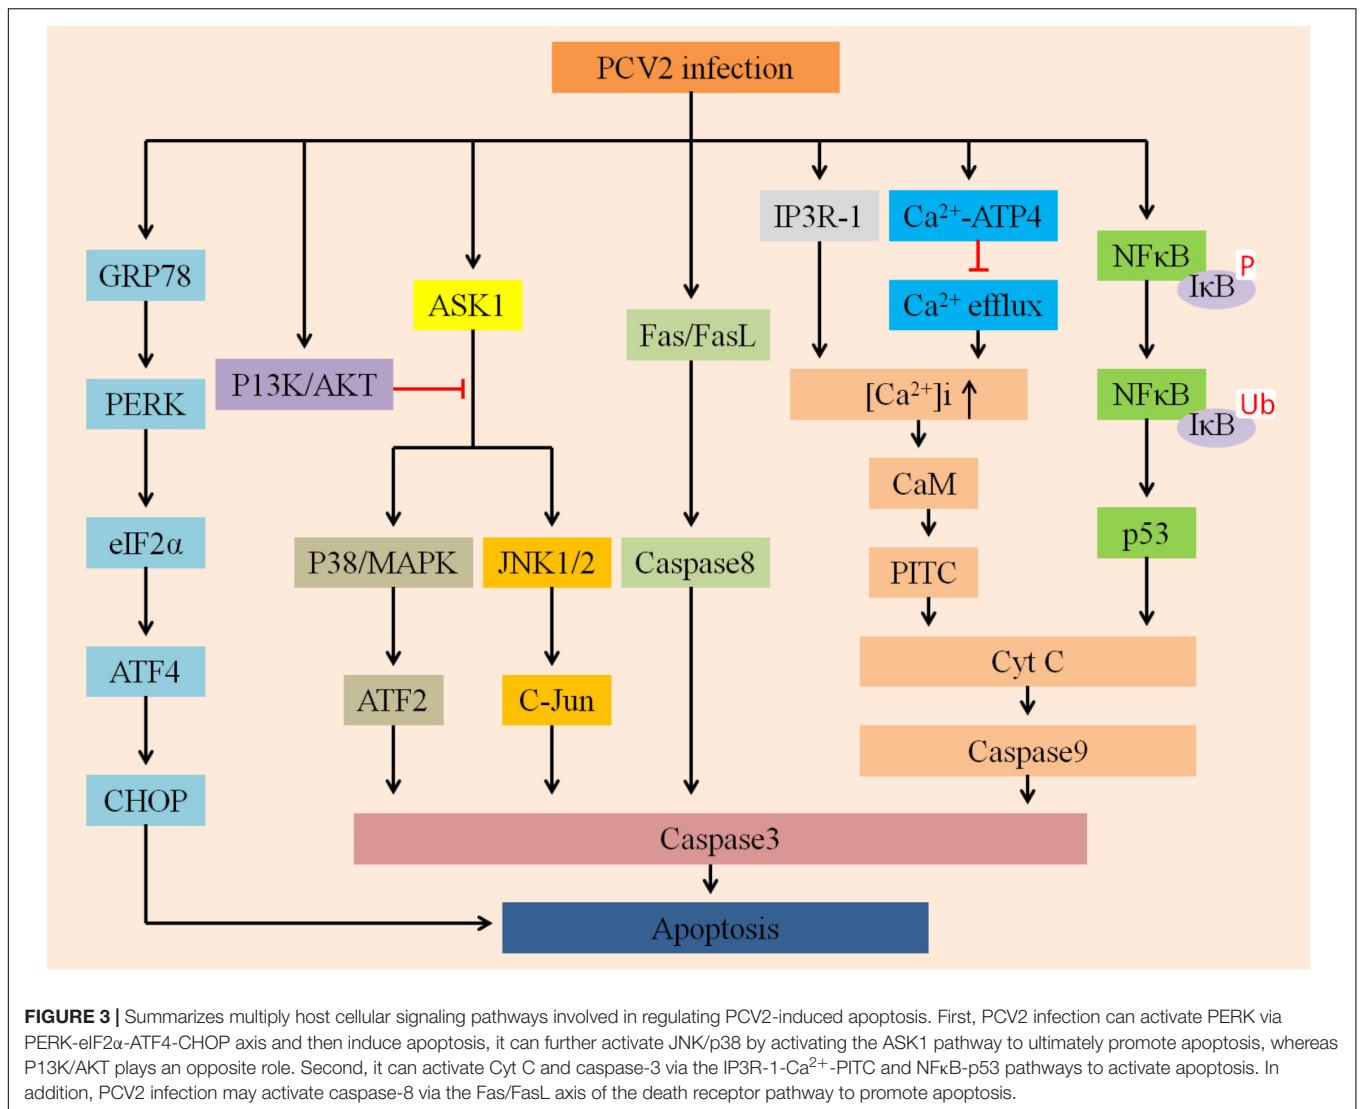 PCV2 infection
IP3R-1
Ca²⁺-ATP4
GRP78
NFκB
P
IκB
ASK1
Ca²⁺ efflux
Fas/FasL
P13K/AKT
PERK
[Ca²⁺]i ↑
NFκB
Ub
IκB
CaM
eIF2α
P38/MAPK
JNK1/2
Caspase8
PITC
p53
ATF4
Cyt C
ATF2
C-Jun
Caspase9
CHOP
Caspase3
Apoptosis
FIGURE 3 | Summarizes multiply host cellular signaling pathways involved in regulating PCV2-induced apoptosis. First, PCV2 infection can activate PERK via
PERK-eIF2α-ATF4-CHOP axis and then induce apoptosis, it can further activate JNK/p38 by activating the ASK1 pathway to ultimately promote apoptosis, whereas
P13K/AKT plays an opposite role. Second, it can activate Cyt C and caspase-3 via the IP3R-1-Ca²⁺-PITC and NFκB-p53 pathways to activate apoptosis. In
addition, PCV2 infection may activate caspase-8 via the Fas/FasL axis of the death receptor pathway to promote apoptosis.